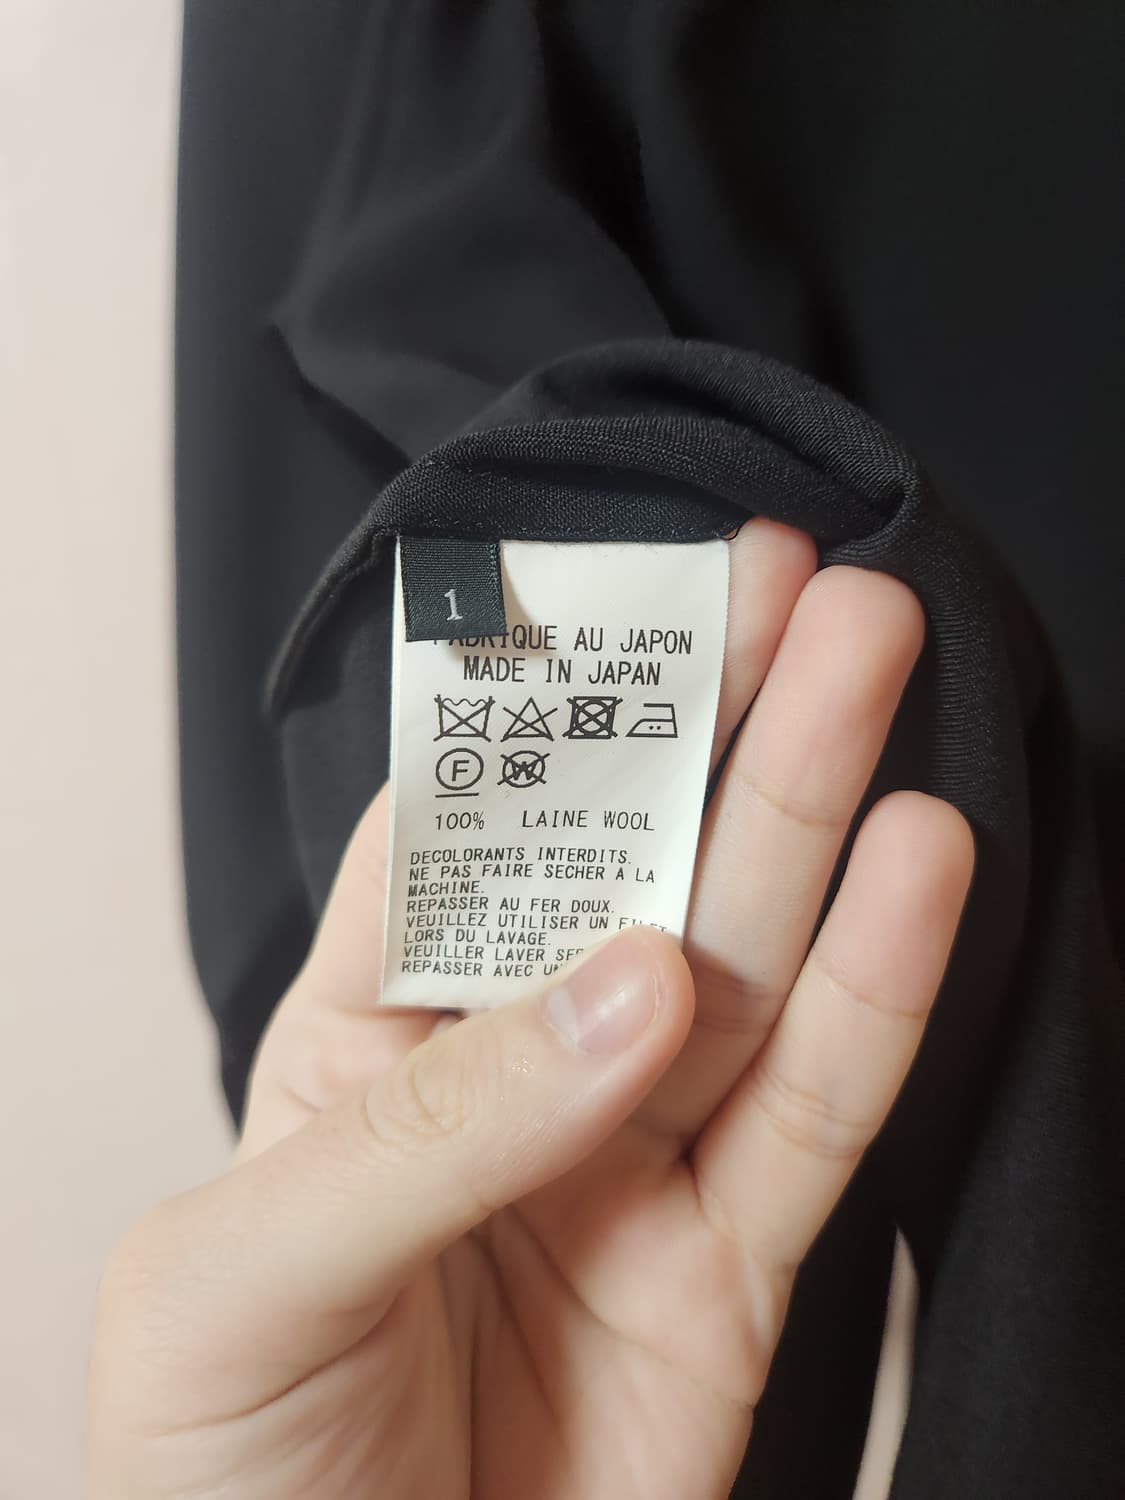 1
FABRIQUE AU JAPON
MADE IN JAPAN
F W
100% LAINE WOOL
DECOLORANTS INTERDITS.
NE PAS FAIRE SECHER A LA
MACHINE.
REPASSER AU FER DOUX.
VEUILLEZ UTILISER UN FILET
LORS DU LAVAGE.
VEUILLER LAVER
REPASSER AVEC